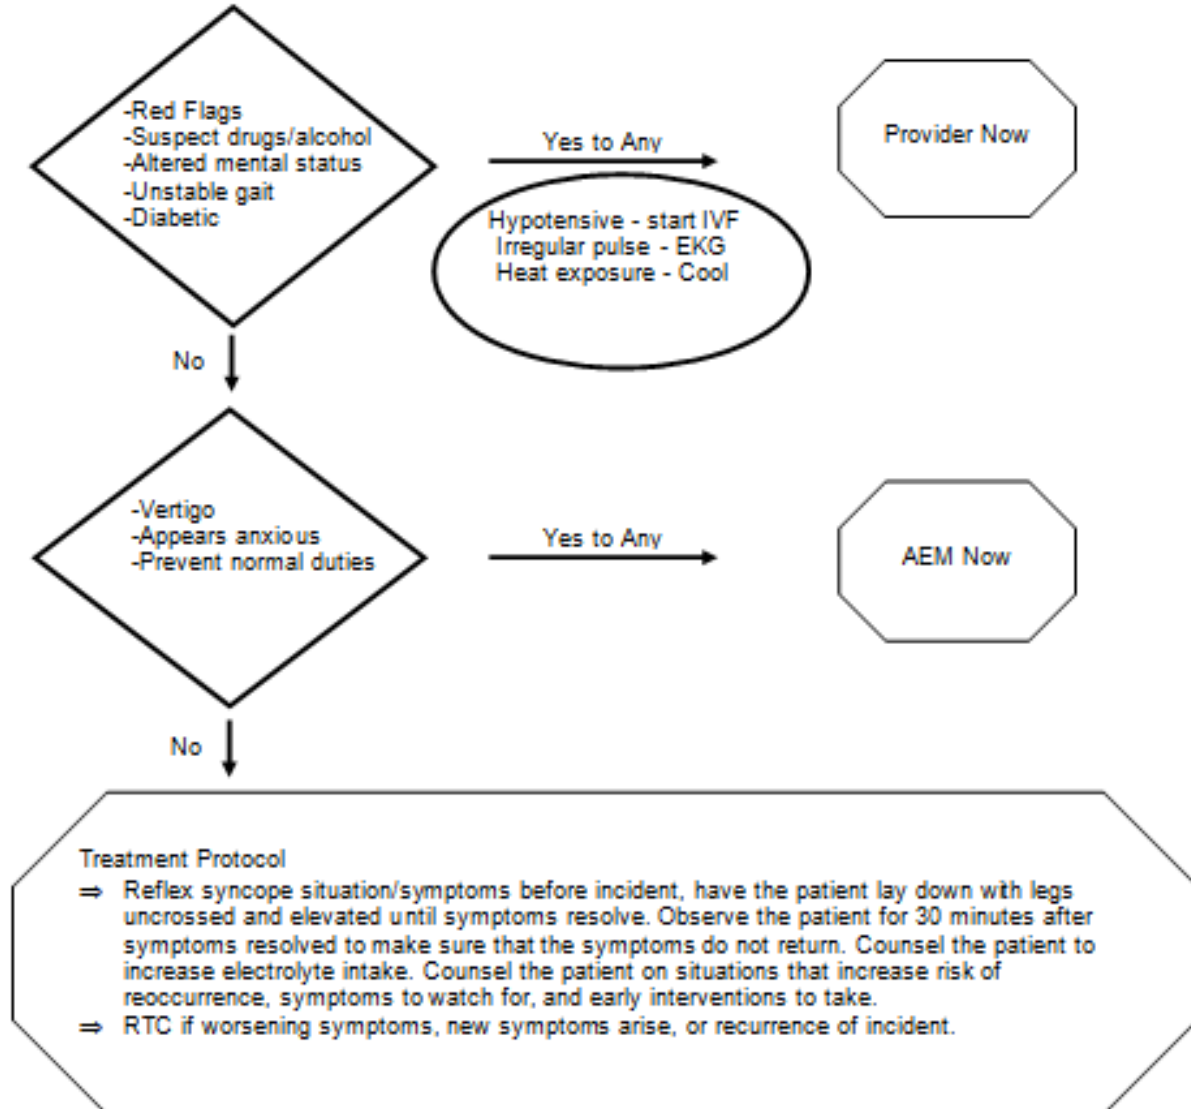 -Red Flags
-Suspect drugs/alcohol
-Altered mental status
-Unstable gait
-Diabetic
Yes to Any
Provider Now
Hypotensive - start IVF
Irregular pulse - EKG
Heat exposure - Cool
No
-Vertigo
-Appears anxious
-Prevent normal duties
Yes to Any
AEM Now
No
Treatment Protocol
⇒ Reflex syncope situation/symptoms before incident, have the patient lay down with legs
uncrossed and elevated until symptoms resolve. Observe the patient for 30 minutes after
symptoms resolved to make sure that the symptoms do not return. Counsel the patient to
increase electrolyte intake. Counsel the patient on situations that increase risk of
reoccurrence, symptoms to watch for, and early interventions to take.
⇒ RTC if worsening symptoms, new symptoms arise, or recurrence of incident.